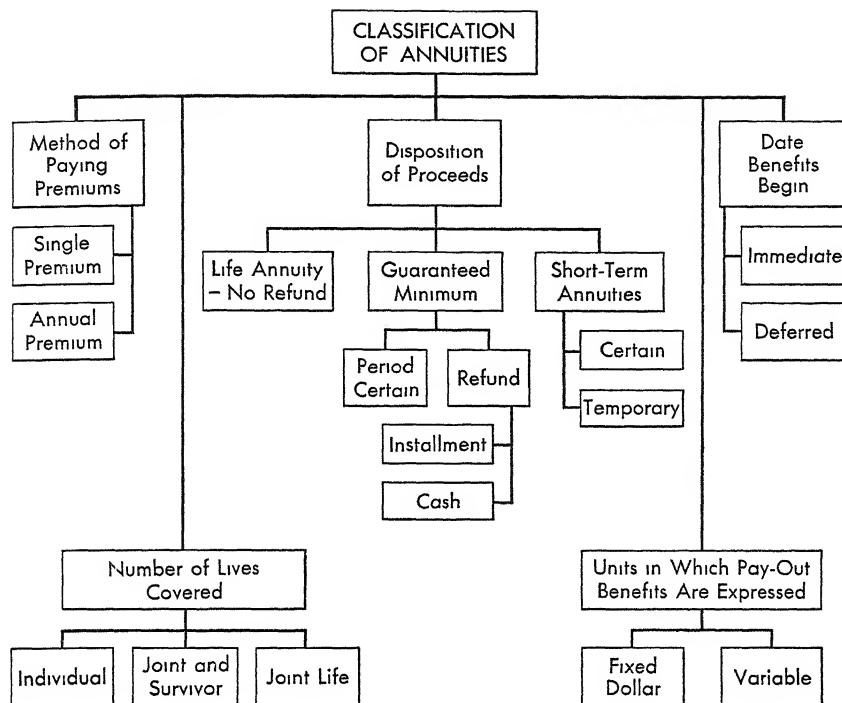 CLASSIFICATION
OF ANNUITIES
Method of
Paying
Premiums
Disposition
of Proceeds
Date
Benefits
Begin
Single
Premium
Annual
Premium
Life Annuity
– No Refund
Guaranteed
Minimum
Short-Term
Annuities
Immediate
Deferred
Period
Certain
Refund
Certain
Temporary
Installment
Cash
Number of Lives
Covered
Units in Which Pay-Out
Benefits Are Expressed
Individual
Joint and
Survivor
Joint Life
Fixed
Dollar
Variable